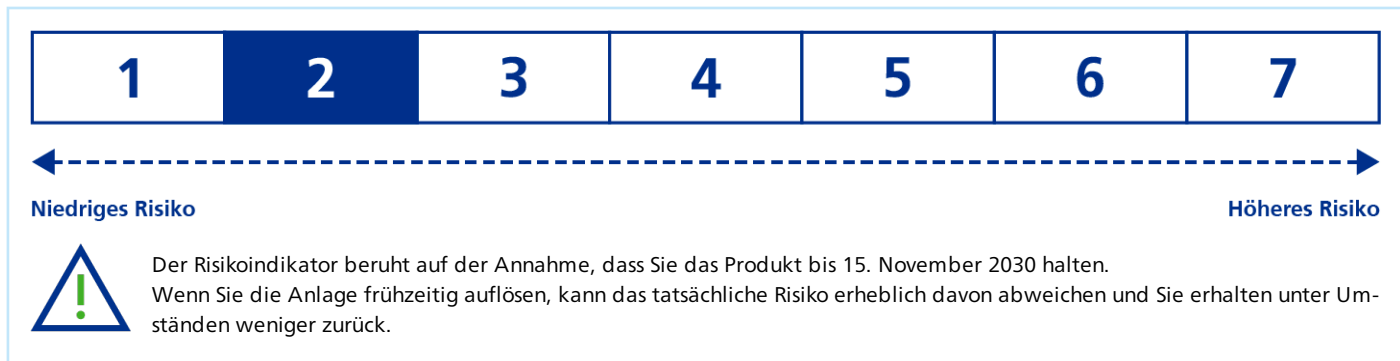 1 2 3 4 5 6 7
Niedriges Risiko Höheres Risiko
!
Der Risikoindikator beruht auf der Annahme, dass Sie das Produkt bis 15. November 2030 halten.
Wenn Sie die Anlage frühzeitig auflösen, kann das tatsächliche Risiko erheblich davon abweichen und Sie erhalten unter Um-
ständen weniger zurück.